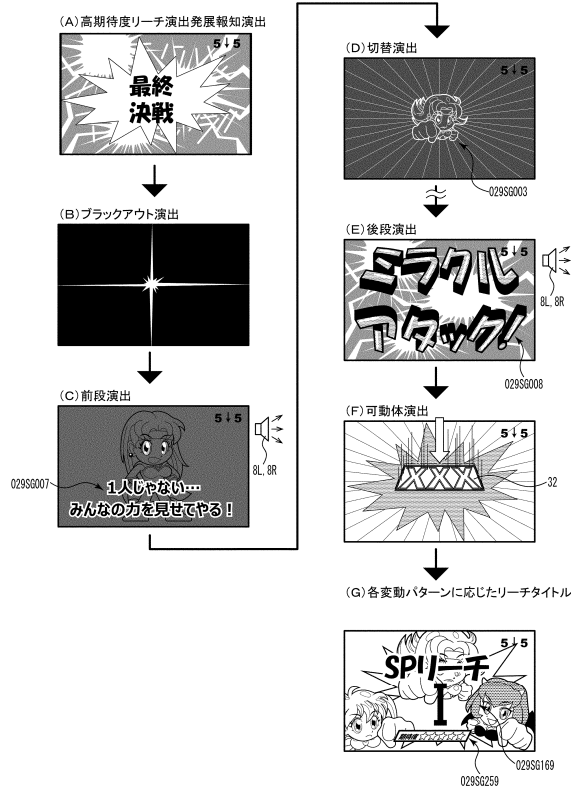 (A)高期待度リーチ演出発展報知演出
5↓5
最終
決戦
(B)ブラックアウト演出
(C)前段演出
5↓5
1人じゃない…
みんなの力を見せてやる!
029SG007
8L, 8R
(D)切替演出
5↓5
029SG003
(E)後段演出
5↓5
ミラクル
アタック!
8L, 8R
029SG008
(F)可動体演出
5↓5
XXX
32
(G)各変動パターンに応じたリーチタイトル
5↓5
SPリーチ
I
期待度 ☆☆☆☆☆
029SG169
029SG259